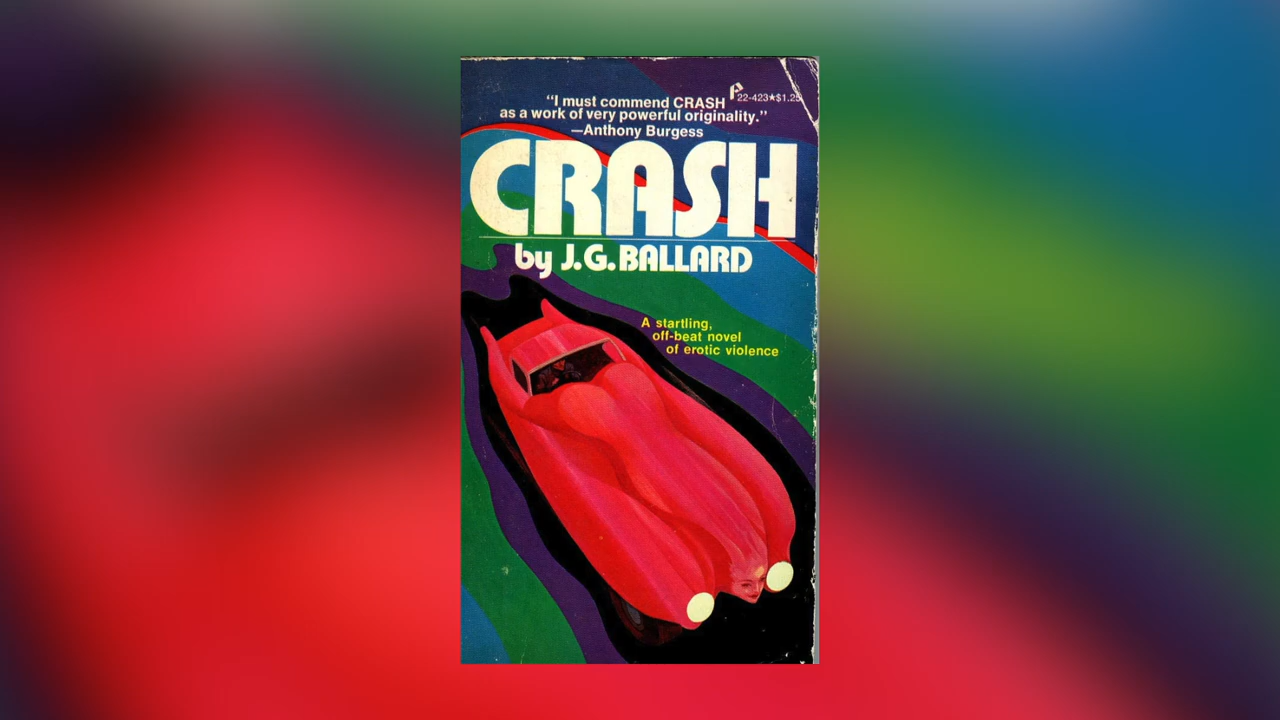 22-423★$1.25
“I must commend CRASH
as a work of very powerful originality.”
—Anthony Burgess
CRASH
by J.G. BALLARD
A startling,
off-beat novel
of erotic violence